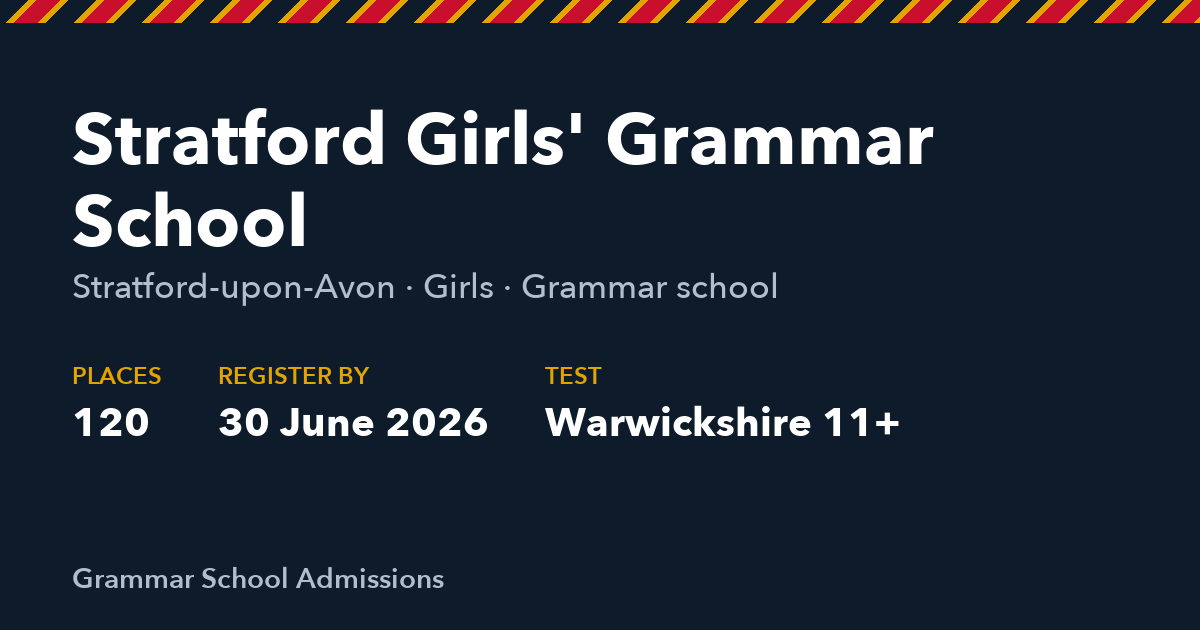 Stratford Girls' Grammar
School
Stratford-upon-Avon · Girls · Grammar school
PLACES REGISTER BY TEST
120 30 June 2026 Warwickshire 11+
Grammar School Admissions